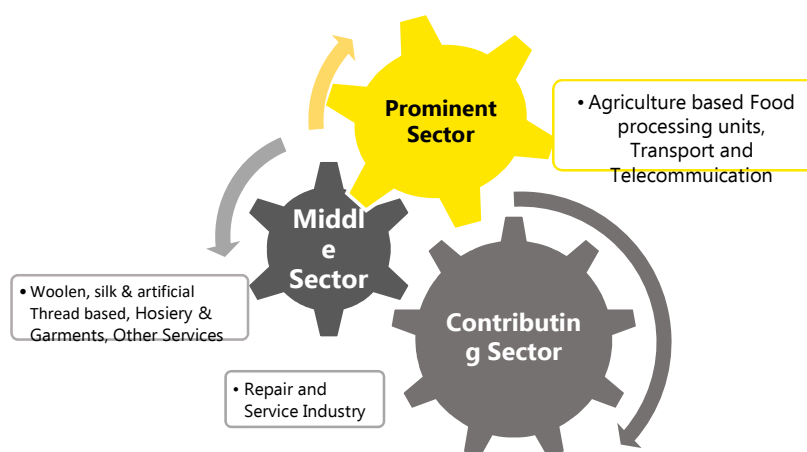 Prominent
Sector
• Agriculture based Food
processing units,
Transport and
Telecommuication
Middl
e
Sector
• Woolen, silk & artificial
Thread based, Hosiery &
Garments, Other Services
Contributin
g Sector
• Repair and
Service Industry